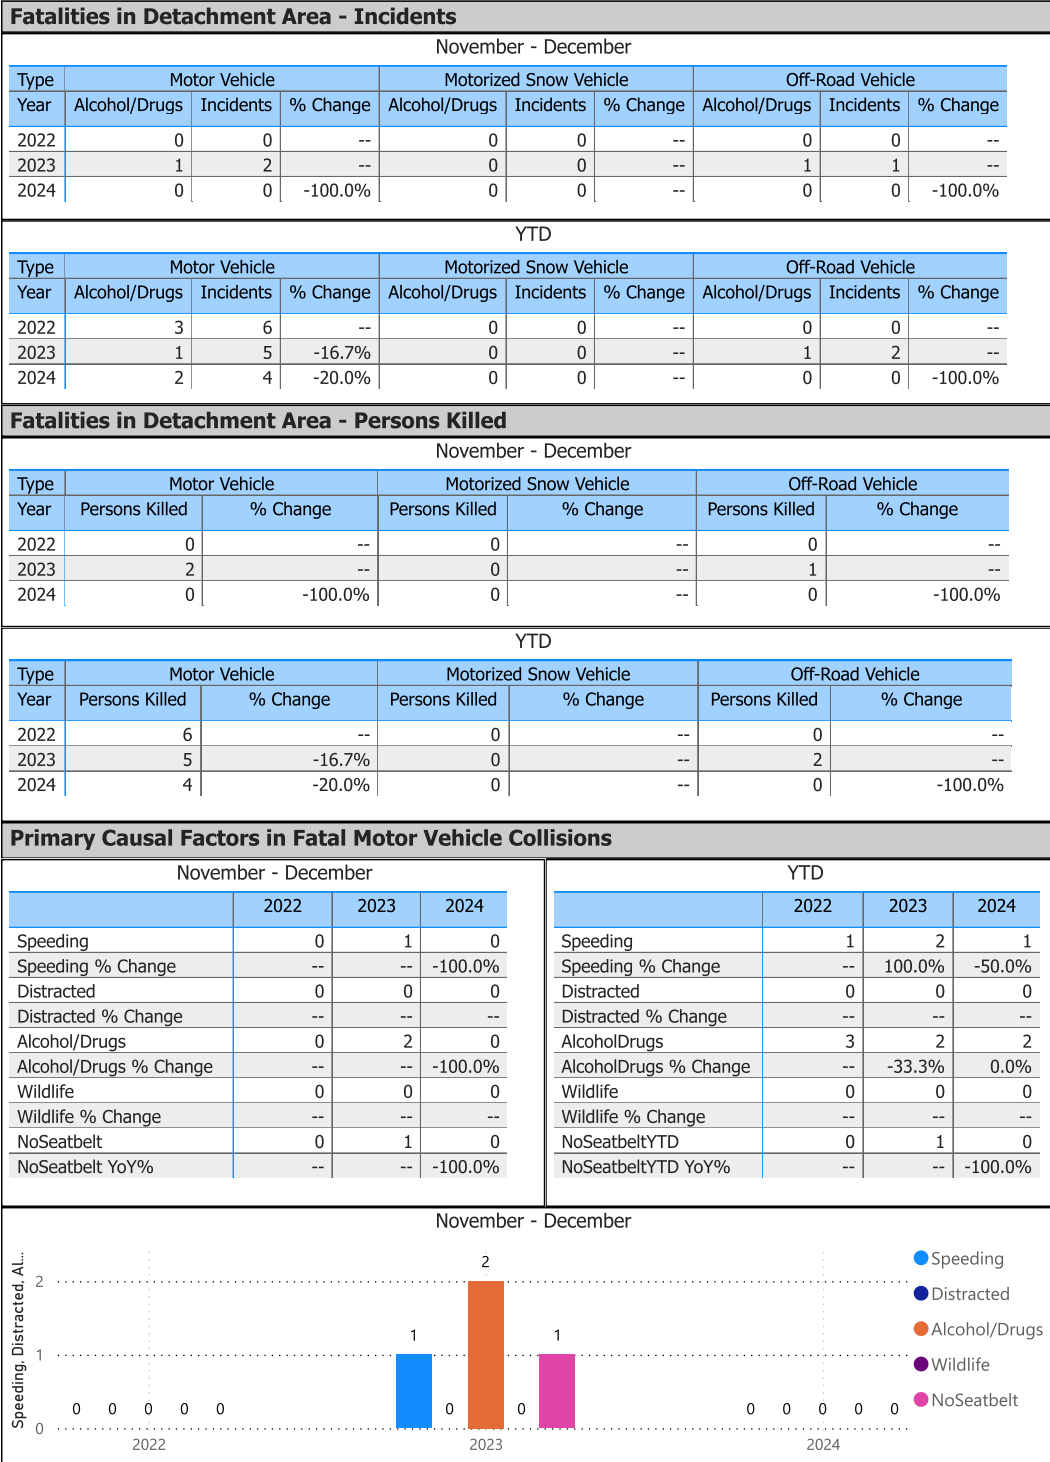 Fatalities in Detachment Area - Incidents
November - December
Type Motor Vehicle Motorized Snow Vehicle Off-Road Vehicle
Year Alcohol/Drugs Incidents % Change Alcohol/Drugs Incidents % Change Alcohol/Drugs Incidents % Change
2022 0 0 -- 0 0 -- 0 0 --
2023 1 2 -- 0 0 -- 1 1 --
2024 0 0 -100.0% 0 0 -- 0 0 -100.0%
YTD
Type Motor Vehicle Motorized Snow Vehicle Off-Road Vehicle
Year Alcohol/Drugs Incidents % Change Alcohol/Drugs Incidents % Change Alcohol/Drugs Incidents % Change
2022 3 6 -- 0 0 -- 0 0 --
2023 1 5 -16.7% 0 0 -- 1 2 --
2024 2 4 -20.0% 0 0 -- 0 0 -100.0%
Fatalities in Detachment Area - Persons Killed
November - December
Type Motor Vehicle Motorized Snow Vehicle Off-Road Vehicle
Year Persons Killed % Change Persons Killed % Change Persons Killed % Change
2022 0 -- 0 -- 0 --
2023 2 -- 0 -- 1 --
2024 0 -100.0% 0 -- 0 -100.0%
YTD
Type Motor Vehicle Motorized Snow Vehicle Off-Road Vehicle
Year Persons Killed % Change Persons Killed % Change Persons Killed % Change
2022 6 -- 0 -- 0 --
2023 5 -16.7% 0 -- 2 --
2024 4 -20.0% 0 -- 0 -100.0%
Primary Causal Factors in Fatal Motor Vehicle Collisions
November - December
2022 2023 2024
Speeding 0 1 0
Speeding % Change -- -- -100.0%
Distracted 0 0 0
Distracted % Change -- -- --
Alcohol/Drugs 0 2 0
Alcohol/Drugs % Change -- -- -100.0%
Wildlife 0 0 0
Wildlife % Change -- -- --
NoSeatbelt 0 1 0
NoSeatbelt YoY% -- -- -100.0%
YTD
2022 2023 2024
Speeding 1 2 1
Speeding % Change -- 100.0% -50.0%
Distracted 0 0 0
Distracted % Change -- -- --
AlcoholDrugs 3 2 2
AlcoholDrugs % Change -- -33.3% 0.0%
Wildlife 0 0 0
Wildlife % Change -- -- --
NoSeatbeltYTD 0 1 0
NoSeatbeltYTD YoY% -- -- -100.0%
November - December
Speeding, Distracted, Al...
2
1
0
0 0 0 0 0
1 0 2 0 1
0 0 0 0 0
2022 2023 2024
Speeding
Distracted
Alcohol/Drugs
Wildlife
NoSeatbelt